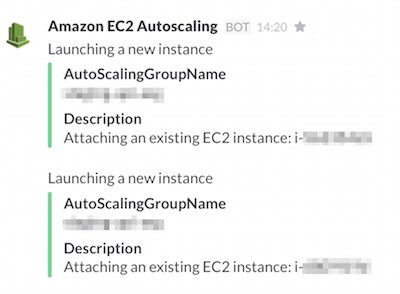 Amazon EC2 Autoscaling BOT 14:20
Launching a new instance
AutoScalingGroupName
Description
Attaching an existing EC2 instance: i-
Launching a new instance
AutoScalingGroupName
Description
Attaching an existing EC2 instance: i-